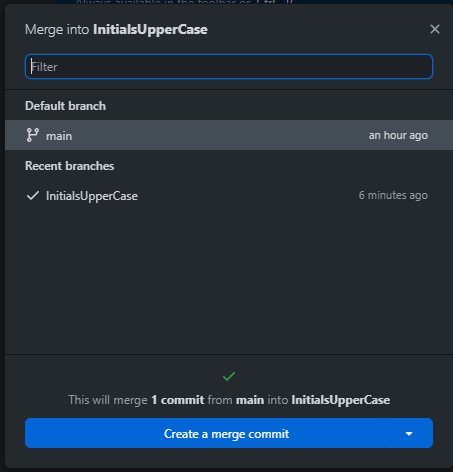 Always available in the toolbar or Ctrl
Merge into InitialsUpperCase
Filter
Default branch
main an hour ago
Recent branches
InitialsUpperCase 6 minutes ago
This will merge 1 commit from main into InitialsUpperCase
Create a merge commit